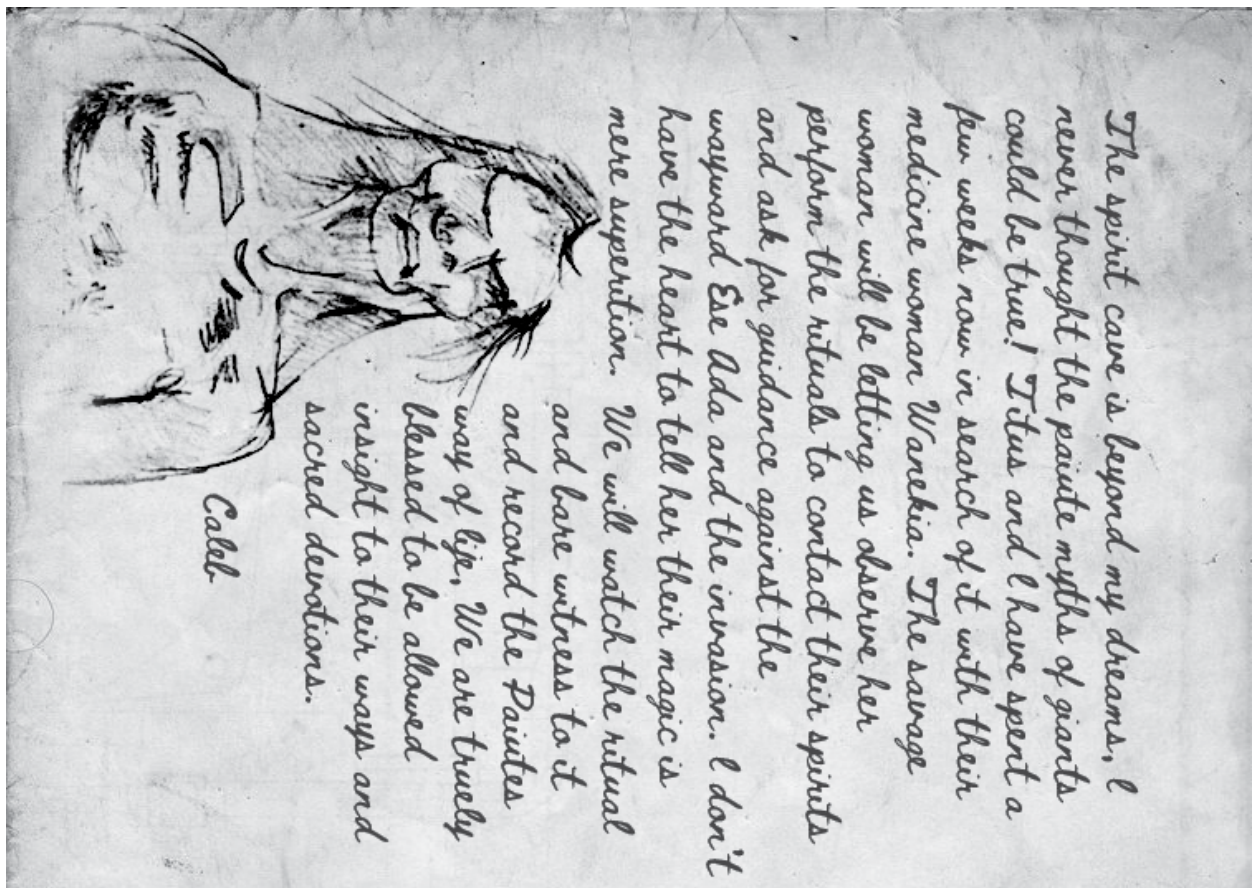 The spirit cave is beyond my dreams, I
never thought the paiute myths of giants
could be true! Titus and I have spent a
few weeks now in search of it with their
medicine woman Wanekia. The savage
woman will be letting us observe her
perform the rituals to contact their spirits
and ask for guidance against the
wayward Ese Ada and the invasion. I don't
have the heart to tell her their magic is
mere superition. We will watch the ritual
and bare witness to it
and record the Paiutes
way of life, We are truely
blessed to be allowed
insight to their ways and
sacred devotions.
Caleb